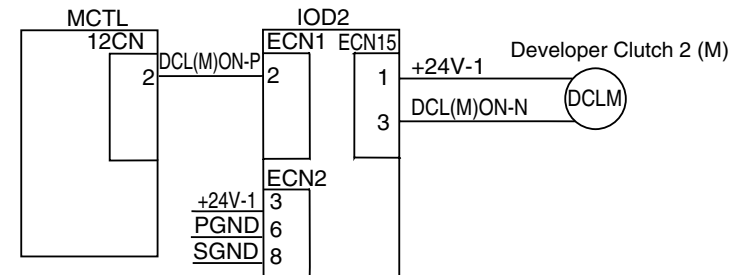 MCTL IOD2
12CN ECN1 ECN15 Developer Clutch 2 (M)
2 DCL(M)ON-P 2 1 +24V-1 DCLM
3 DCL(M)ON-N
ECN2
+24V-1 3
PGND 6
SGND 8